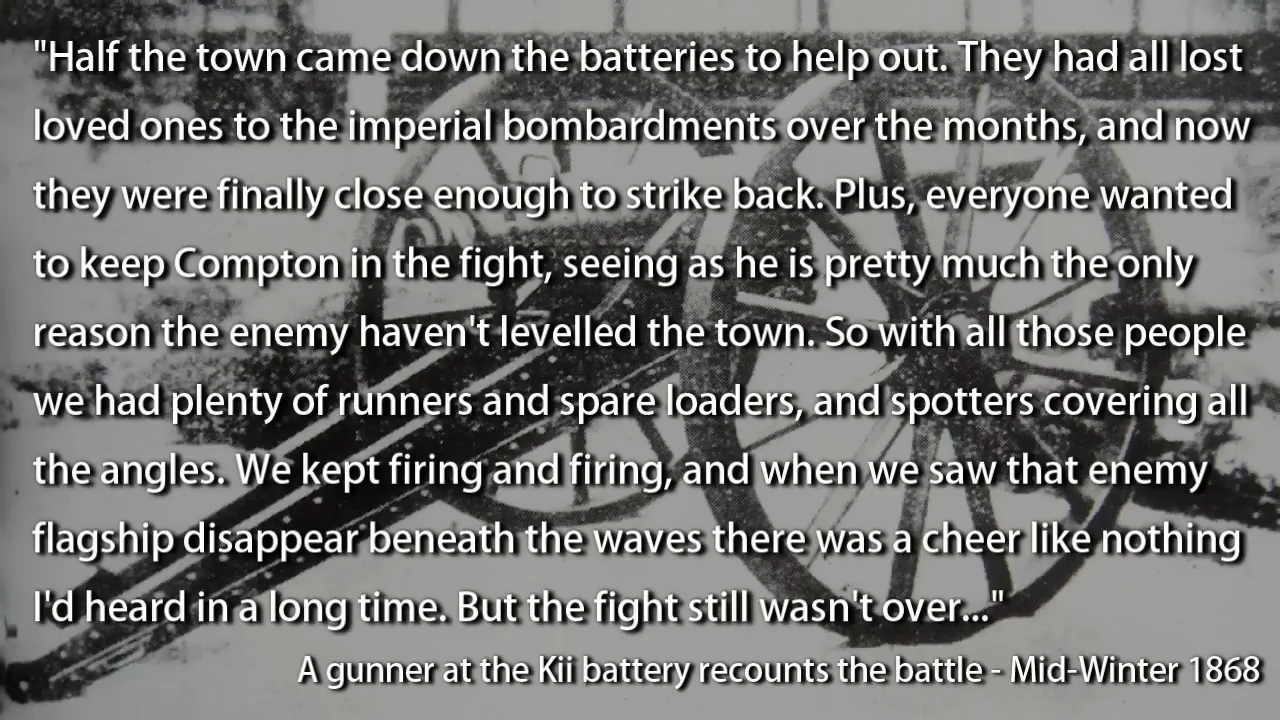 "Half the town came down the batteries to help out. They had all lost
loved ones to the imperial bombardments over the months, and now
they were finally close enough to strike back. Plus, everyone wanted
to keep Compton in the fight, seeing as he is pretty much the only
reason the enemy haven't levelled the town. So with all those people
we had plenty of runners and spare loaders, and spotters covering all
the angles. We kept firing and firing, and when we saw that enemy
flagship disappear beneath the waves there was a cheer like nothing
I'd heard in a long time. But the fight still wasn't over..."
A gunner at the Kii battery recounts the battle - Mid-Winter 1868